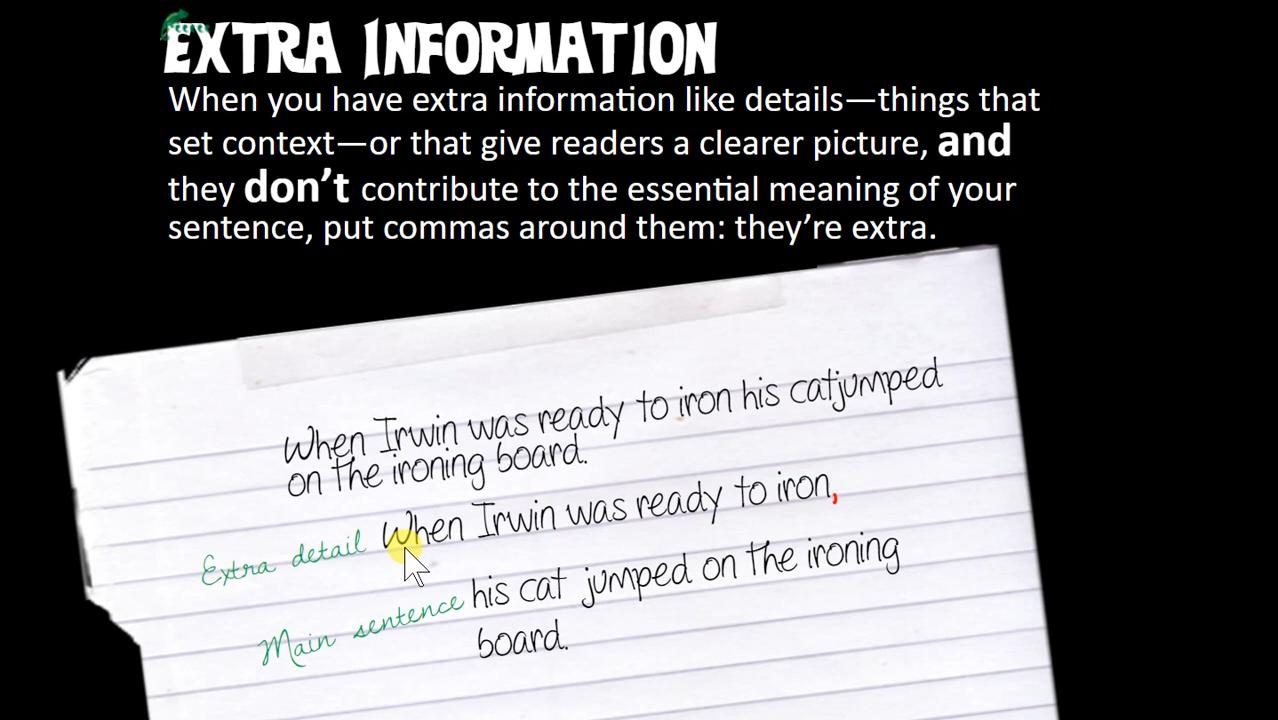 EXTRA INFORMATION
When you have extra information like details—things that
set context—or that give readers a clearer picture, and
they don't contribute to the essential meaning of your
sentence, put commas around them: they're extra.
When Irwin was ready to iron his catjumped
on the ironing board.
Extra detail When Irwin was ready to iron,
Main sentence his cat jumped on the ironing
board.